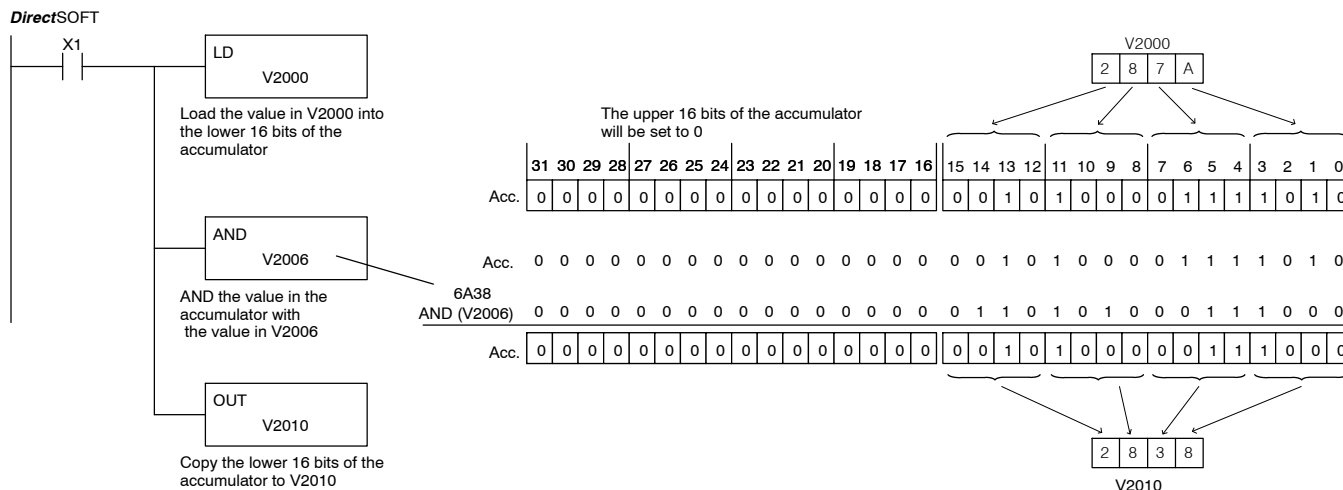 DirectSOFT
X1
LD
V2000
Load the value in V2000 into
the lower 16 bits of the
accumulator
AND
V2006
AND the value in the
accumulator with
the value in V2006
OUT
V2010
Copy the lower 16 bits of the
accumulator to V2010
V2000
2 8 7 A
The upper 16 bits of the accumulator
will be set to 0
31 30 29 28 27 26 25 24 23 22 21 20 19 18 17 16 15 14 13 12 11 10 9 8 7 6 5 4 3 2 1 0
Acc. 0 0 0 0 0 0 0 0 0 0 0 0 0 0 0 0 0 0 1 0 1 0 0 0 0 1 1 1 1 0 1 0
Acc. 0 0 0 0 0 0 0 0 0 0 0 0 0 0 0 0 0 0 1 0 1 0 0 0 0 1 1 1 1 0 1 0
6A38
AND (V2006) 0 0 0 0 0 0 0 0 0 0 0 0 0 0 0 0 0 1 1 0 1 0 1 0 0 0 1 1 1 0 0 0
Acc. 0 0 0 0 0 0 0 0 0 0 0 0 0 0 0 0 0 0 1 0 1 0 0 0 0 0 1 1 1 0 0 0
2 8 3 8
V2010